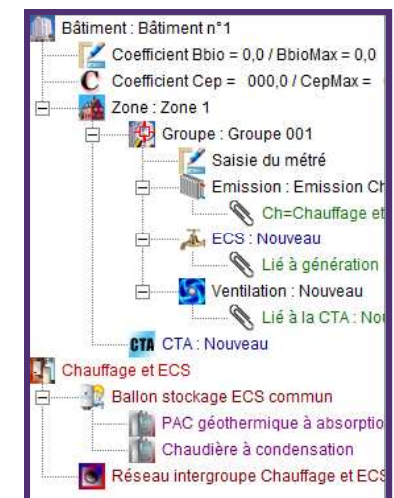 Bâtiment : Bâtiment n°1
Coefficient Bbio = 0,0 / BbioMax = 0,0
C Coefficient Cep = 000,0 / CepMax =
Zone : Zone 1
Groupe : Groupe 001
Saisie du métré
Emission : Emission Ch
Ch=Chauffage et
ECS : Nouveau
Lié à génération
Ventilation : Nouveau
Lié à la CTA : Nou
CTA CTA : Nouveau
Chauffage et ECS
Ballon stockage ECS commun
PAC géothermique à absorptio
Chaudière à condensation
Réseau intergroupe Chauffage et ECS